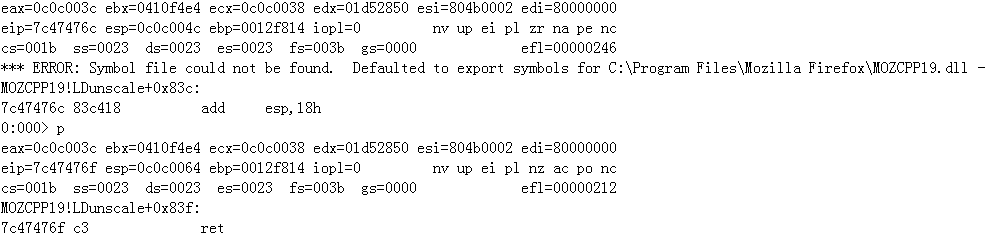 eax=0c0c003c ebx=0410f4e4 ecx=0c0c0038 edx=01d52850 esi=804b0002 edi=80000000
eip=7c47476c esp=0c0c004c ebp=0012f814 iopl=0         nv up ei pl zr na pe nc
cs=001b  ss=0023  ds=0023  es=0023  fs=003b  gs=0000             efl=00000246
*** ERROR: Symbol file could not be found.  Defaulted to export symbols for C:\Program Files\Mozilla Firefox\MOZCPP19.dll -
MOZCPP19!LDunscale+0x83c:
7c47476c 83c418          add     esp,18h
0:000> p
eax=0c0c003c ebx=0410f4e4 ecx=0c0c0038 edx=01d52850 esi=804b0002 edi=80000000
eip=7c47476f esp=0c0c0064 ebp=0012f814 iopl=0         nv up ei pl nz ac po nc
cs=001b  ss=0023  ds=0023  es=0023  fs=003b  gs=0000             efl=00000212
MOZCPP19!LDunscale+0x83f:
7c47476f c3              ret